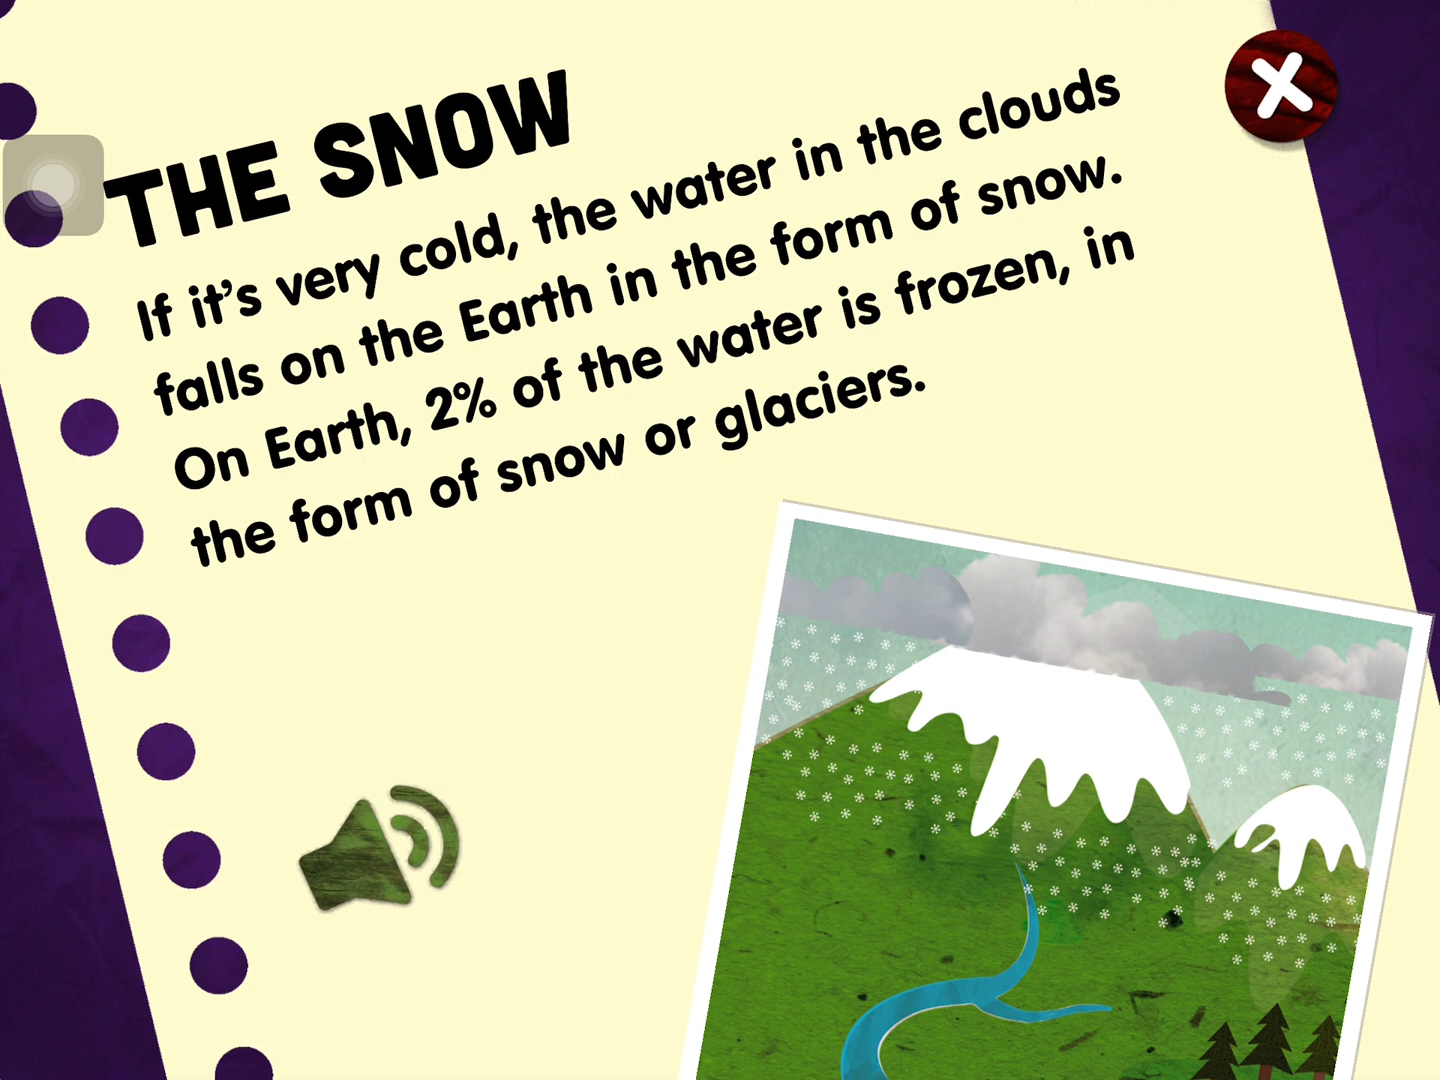 THE SNOW
If it's very cold, the water in the clouds
falls on the Earth in the form of snow.
On Earth, 2% of the water is frozen, in
the form of snow or glaciers.